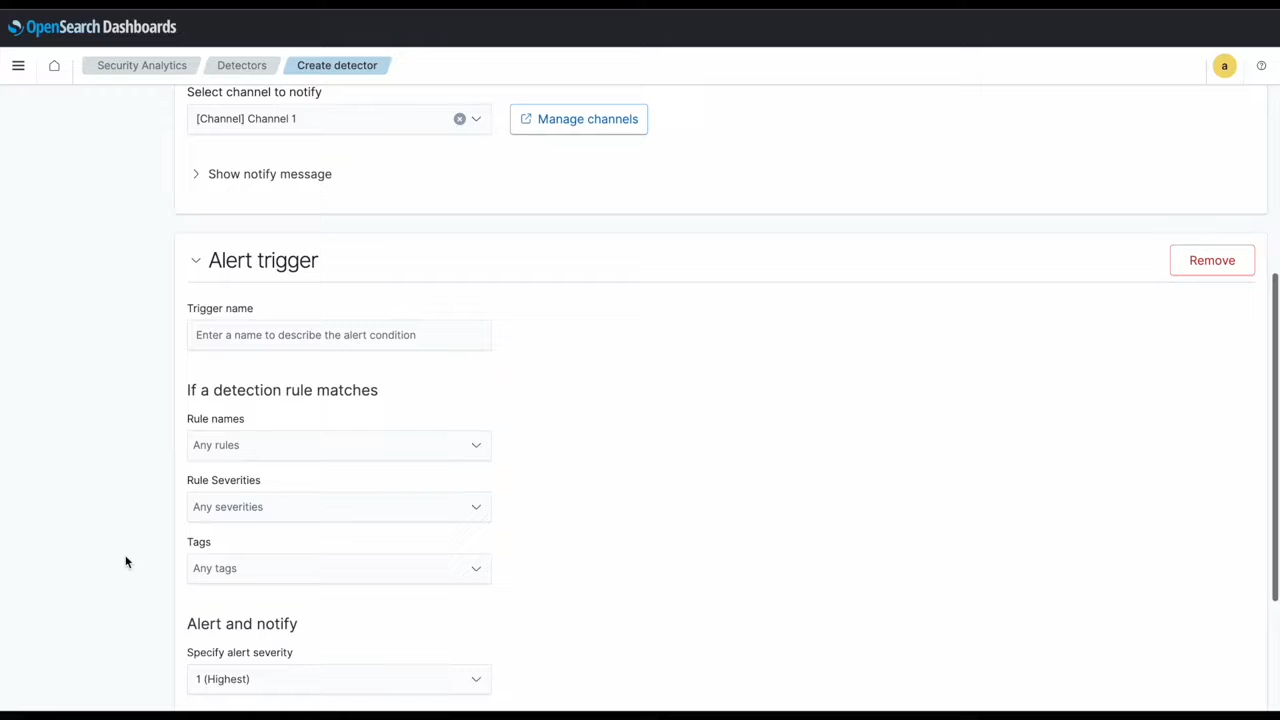 OpenSearch Dashboards
Security Analytics
Detectors
Create detector
a
Select channel to notify
[Channel] Channel 1
Manage channels
Show notify message
Alert trigger
Remove
Trigger name
Enter a name to describe the alert condition
If a detection rule matches
Rule names
Any rules
Rule Severities
Any severities
Tags
Any tags
Alert and notify
Specify alert severity
1 (Highest)